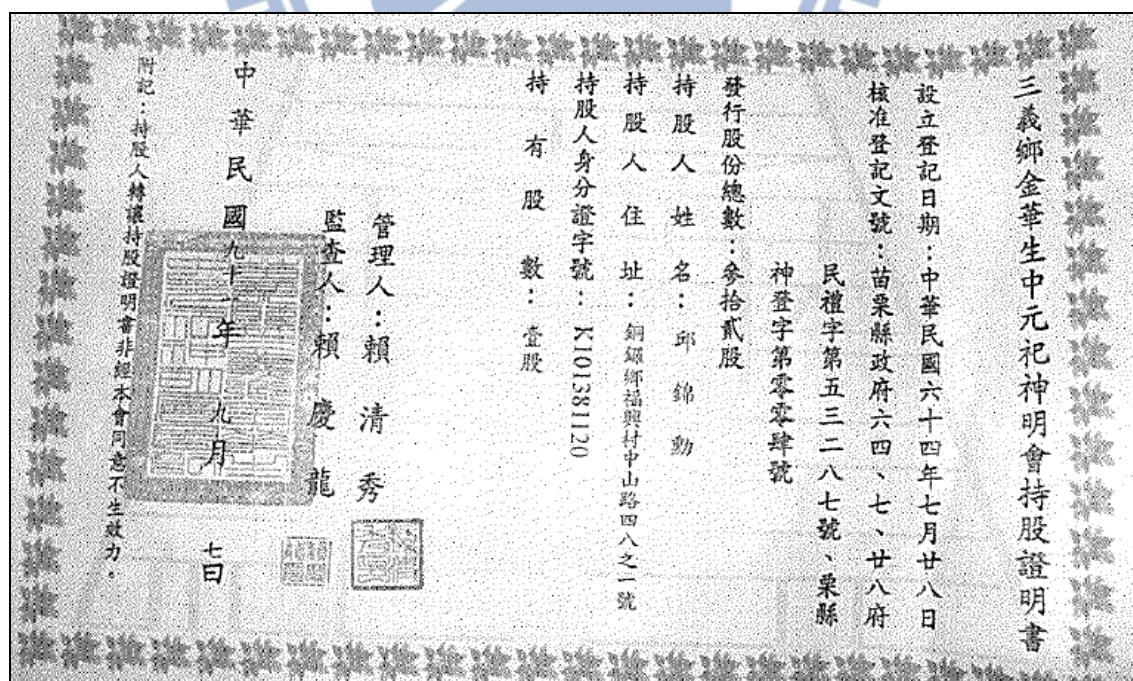 三義鄉金華生中元祀神明會持股證明書
設立登記日期：中華民國六十四年七月廿八日
核准登記文號：苗栗縣政府六四、七、廿八府
民禮字第五三二八七號、栗縣
神登字第零零肆號
發行股份總數：參拾貳股
持股人姓名：邱錦勳
持股人住址：銅鑼鄉福興村中山路四八之一號
持股人身分證字號：K101381120
持有股數：壹股
管理人：賴清秀
監查人：賴慶龍
中華民國九十一年九月七日
附記：持股人轉讓持股證明書非經本會同意不生效力。